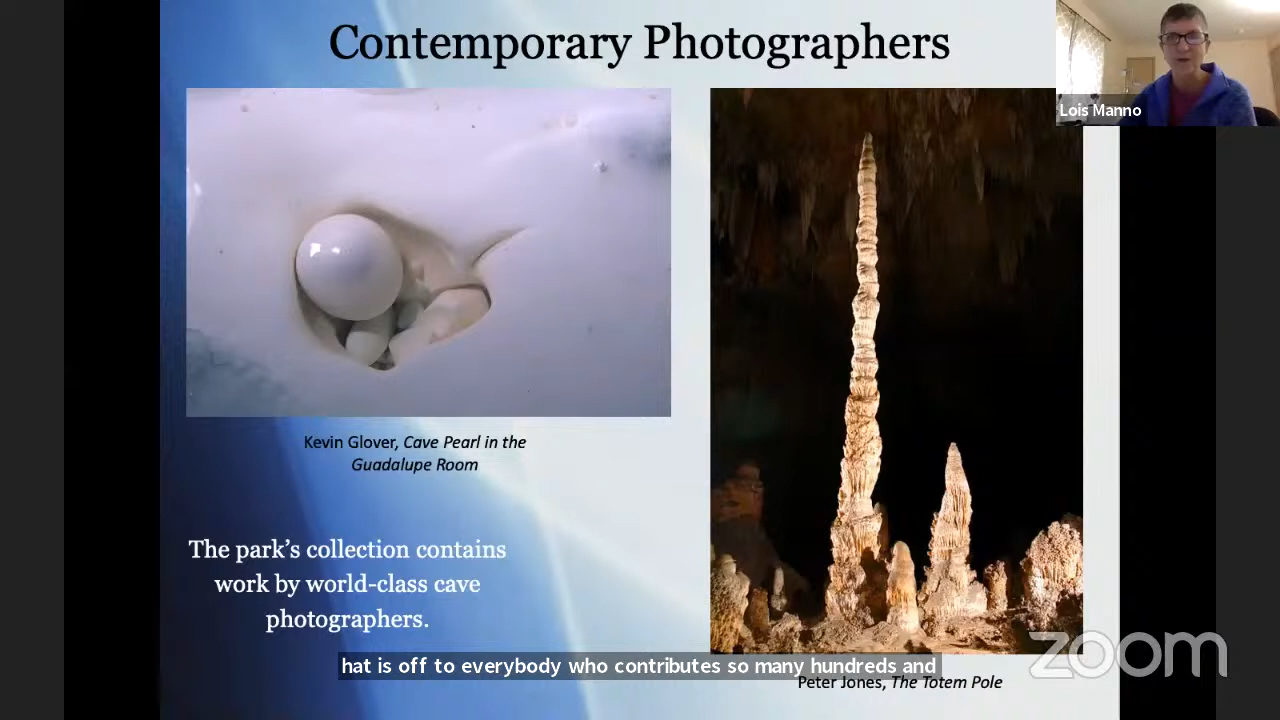 Contemporary Photographers
Lois Manno
Kevin Glover, Cave Pearl in the
Guadalupe Room
The park’s collection contains
work by world-class cave
photographers.
hat is off to everybody who contributes so many hundreds and
Peter Jones, The Totem Pole
zoom